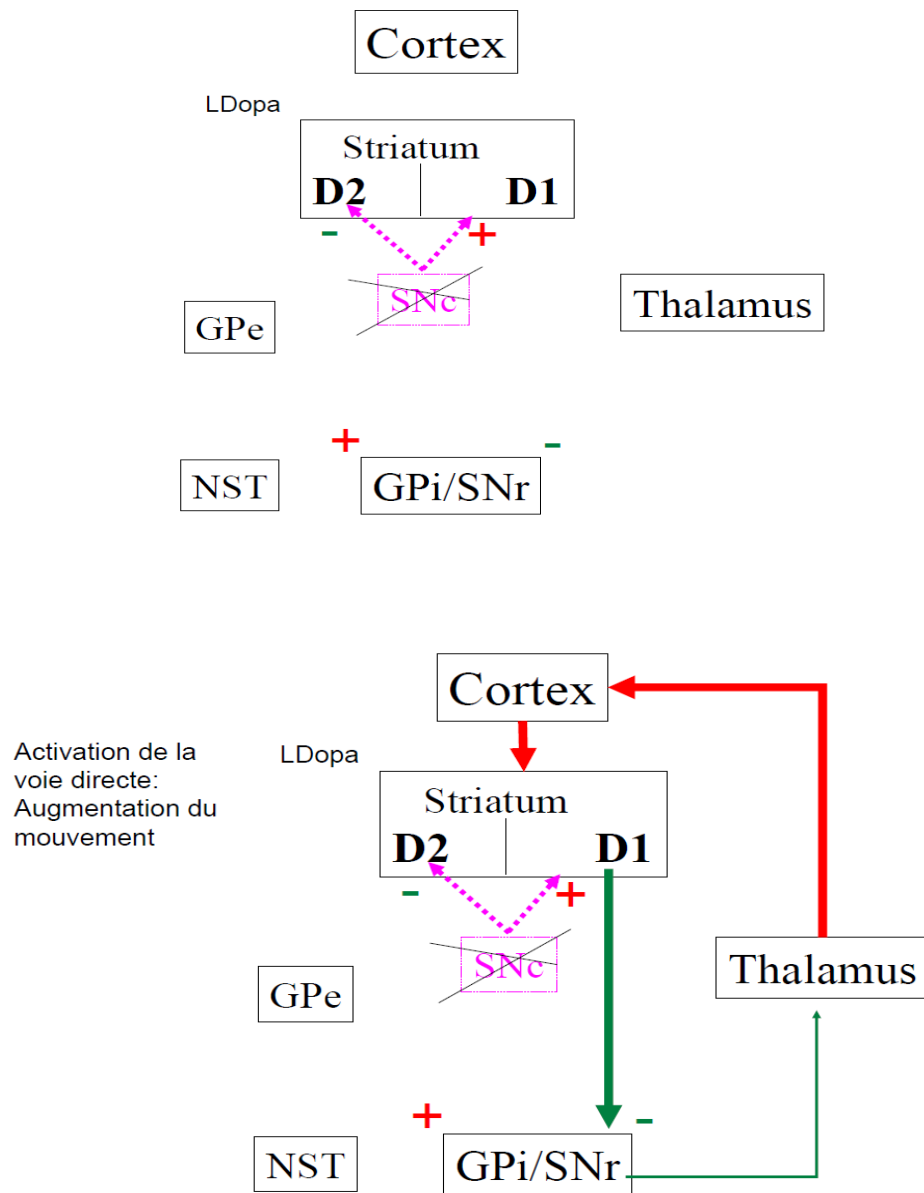 Cortex
LDopa
Striatum
D2 D1
- +
SNc
GPe
Thalamus
+ -
NST
GPi/SNr
Cortex
Activation de la
voie directe:
Augmentation du
mouvement
LDopa
Striatum
D2 D1
- +
SNc
GPe
Thalamus
+ -
NST
GPi/SNr